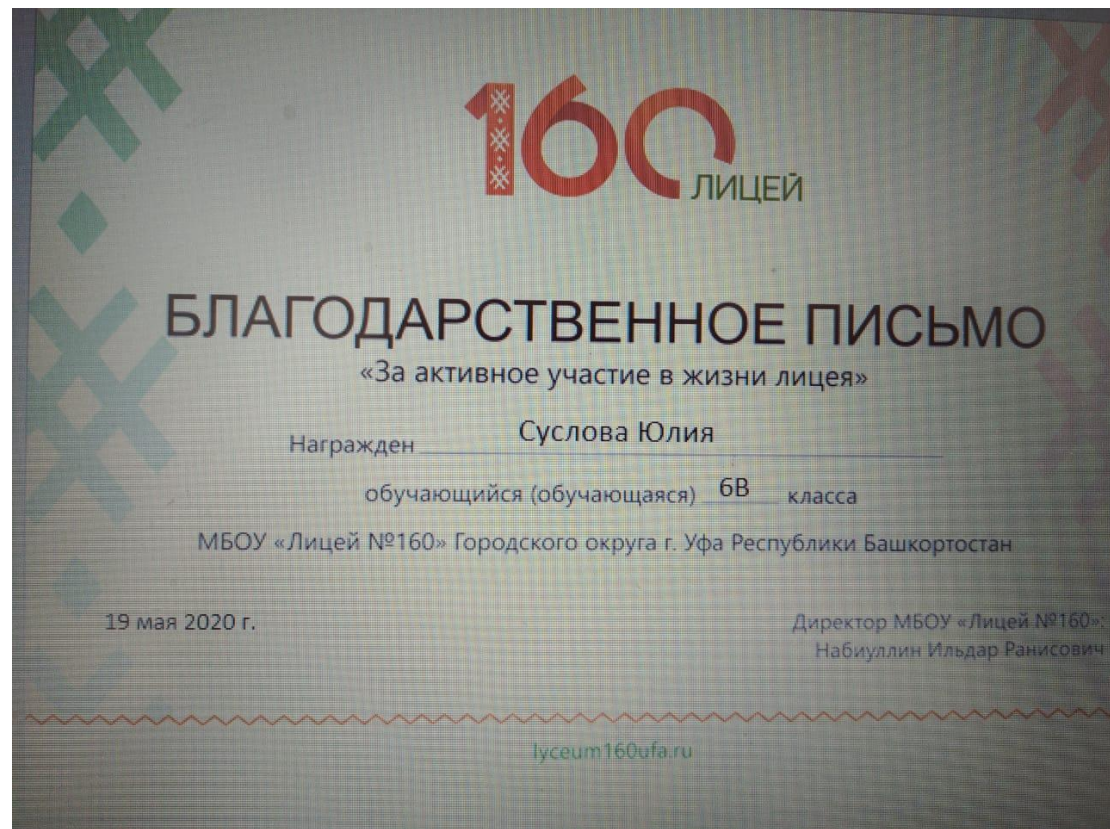 160
ЛИЦЕЙ
БЛАГОДАРСТВЕННОЕ ПИСЬМО
«За активное участие в жизни лицея»
Награжден Суслова Юлия
обучающийся (обучающаяся) 6В класса
МБОУ «Лицей №160» Городского округа г. Уфа Республики Башкортостан
19 мая 2020 г.
Директор МБОУ «Лицей №160»:
Набиуллин Ильдар Ранисович
lyceum160ufa.ru